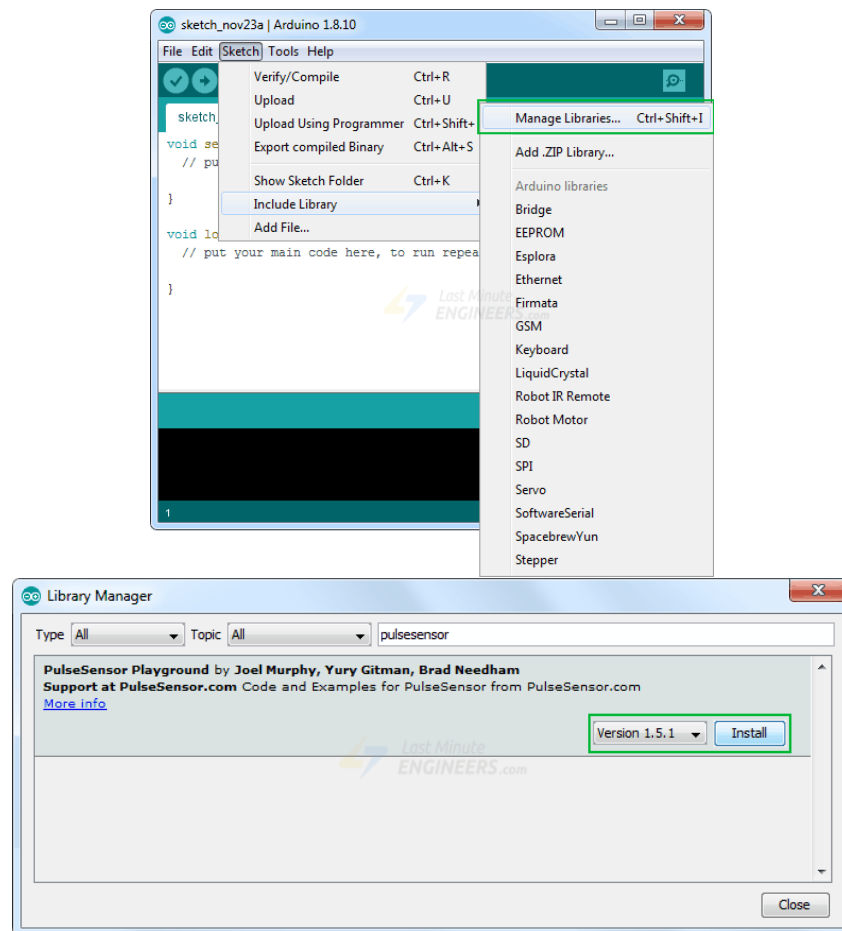 sketch_nov23a | Arduino 1.8.10
File Edit Sketch Tools Help
Verify/Compile Ctrl+R
Upload Ctrl+U
sketch_
Upload Using Programmer Ctrl+Shift+
Manage Libraries... Ctrl+Shift+I
void se
Export compiled Binary Ctrl+Alt+S
// pu
Add .ZIP Library...
Show Sketch Folder Ctrl+K
Arduino libraries
}
Include Library
Bridge
Add File...
void lo
EEPROM
// put your main code here, to run repea
Esplora
Ethernet
}
Last Minute
ENGINEERS.com
Firmata
GSM
Keyboard
LiquidCrystal
Robot IR Remote
Robot Motor
SD
SPI
Servo
1
SoftwareSerial
SpacebrewYun
Stepper
Library Manager
Type All Topic All pulsesensor
PulseSensor Playground by Joel Murphy, Yury Gitman, Brad Needham
Support at PulseSensor.com Code and Examples for PulseSensor from PulseSensor.com
More info
Version 1.5.1 Install
Last Minute
ENGINEERS.com
Close